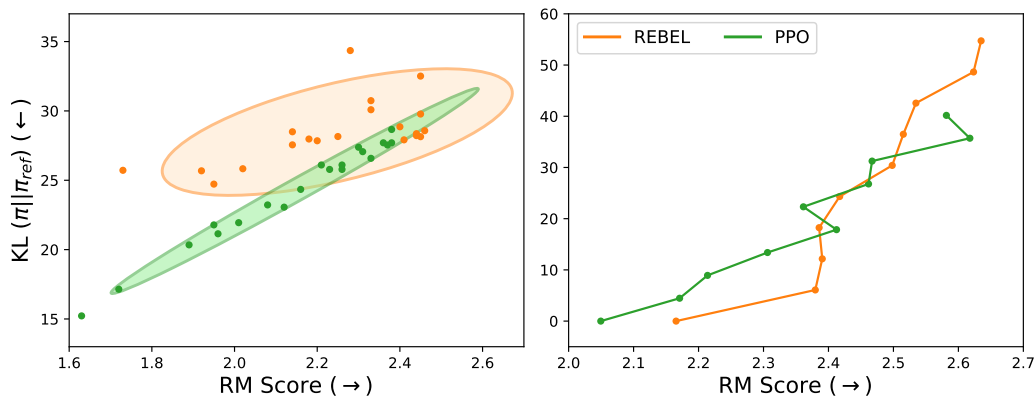 KL (π||π_ref) (←)
35
30
25
20
15
1.6 1.8 2.0 2.2 2.4 2.6
RM Score (→)
REBEL PPO
60
50
40
30
20
10
0
2.0 2.1 2.2 2.3 2.4 2.5 2.6 2.7
RM Score (→)